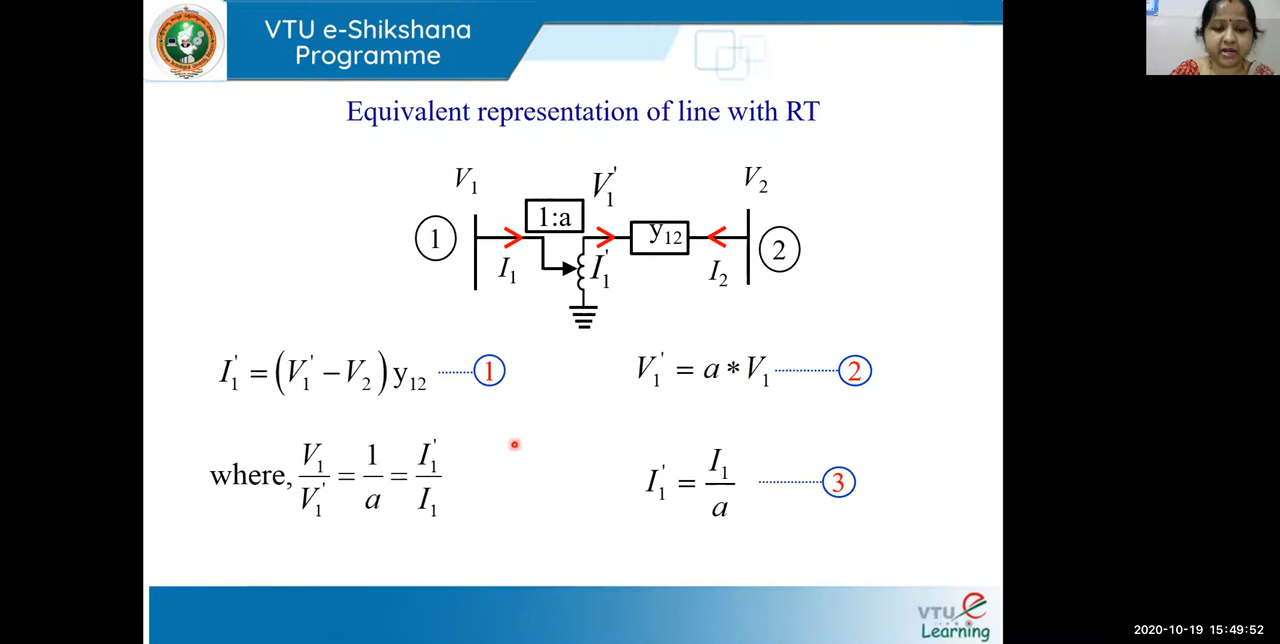 VTU e-Shikshana
Programme
Equivalent representation of line with RT
V₁
V₁'
V₂
1:a
1
y₁₂
2
I₁
I₁'
I₂
I₁' = (V₁' − V₂) y₁₂ ........ 1
V₁' = a * V₁ ............. 2
where, V₁/V₁' = 1/a = I₁'/I₁
I₁' = I₁/a ............ 3
VTU e
Learning
2020-10-19 15:49:52